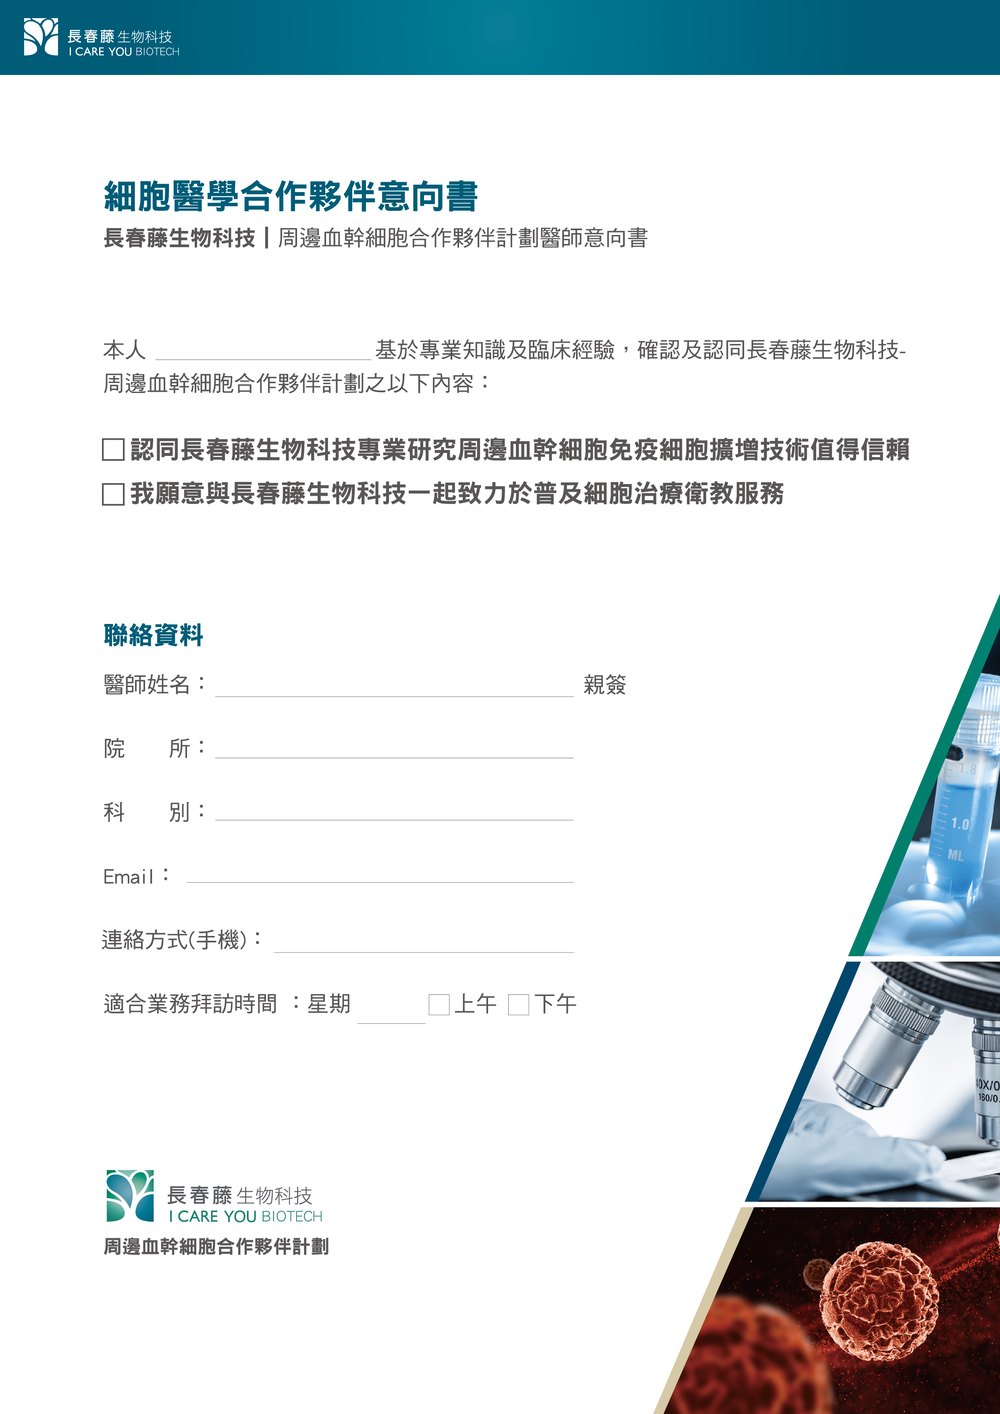 長春藤生物科技
I CARE YOU BIOTECH
細胞醫學合作夥伴意向書
長春藤生物科技｜周邊血幹細胞合作夥伴計劃醫師意向書
本人 基於專業知識及臨床經驗，確認及認同長春藤生物科技-
周邊血幹細胞合作夥伴計劃之以下內容：
認同長春藤生物科技專業研究周邊血幹細胞免疫細胞擴增技術值得信賴
我願意與長春藤生物科技一起致力於普及細胞治療衛教服務
聯絡資料
醫師姓名： 親簽
院 所：
科 別：
Email：
連絡方式(手機)：
適合業務拜訪時間 ：星期 上午 下午
1.8
1.0
ML
40X/0
160/0.
長春藤生物科技
I CARE YOU BIOTECH
周邊血幹細胞合作夥伴計劃